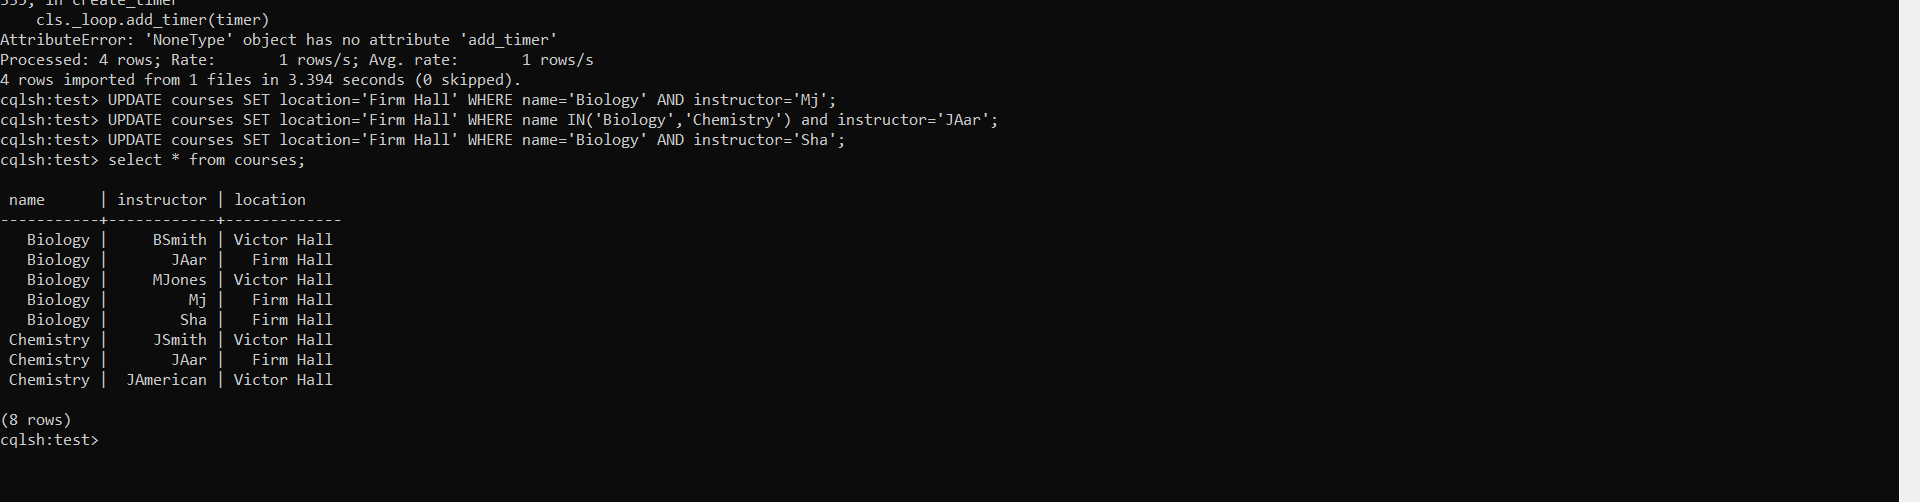 535, in create_timer
    cls._loop.add_timer(timer)
AttributeError: 'NoneType' object has no attribute 'add_timer'
Processed: 4 rows; Rate:       1 rows/s; Avg. rate:       1 rows/s
4 rows imported from 1 files in 3.394 seconds (0 skipped).
cqlsh:test> UPDATE courses SET location='Firm Hall' WHERE name='Biology' AND instructor='Mj';
cqlsh:test> UPDATE courses SET location='Firm Hall' WHERE name IN('Biology','Chemistry') and instructor='JAar';
cqlsh:test> UPDATE courses SET location='Firm Hall' WHERE name='Biology' AND instructor='Sha';
cqlsh:test> select * from courses;

 name      | instructor | location
-----------+------------+-------------
   Biology |     BSmith | Victor Hall
   Biology |       JAar |   Firm Hall
   Biology |     MJones | Victor Hall
   Biology |         Mj |   Firm Hall
   Biology |        Sha |   Firm Hall
 Chemistry |     JSmith | Victor Hall
 Chemistry |       JAar |   Firm Hall
 Chemistry |  JAmerican | Victor Hall

(8 rows)
cqlsh:test>